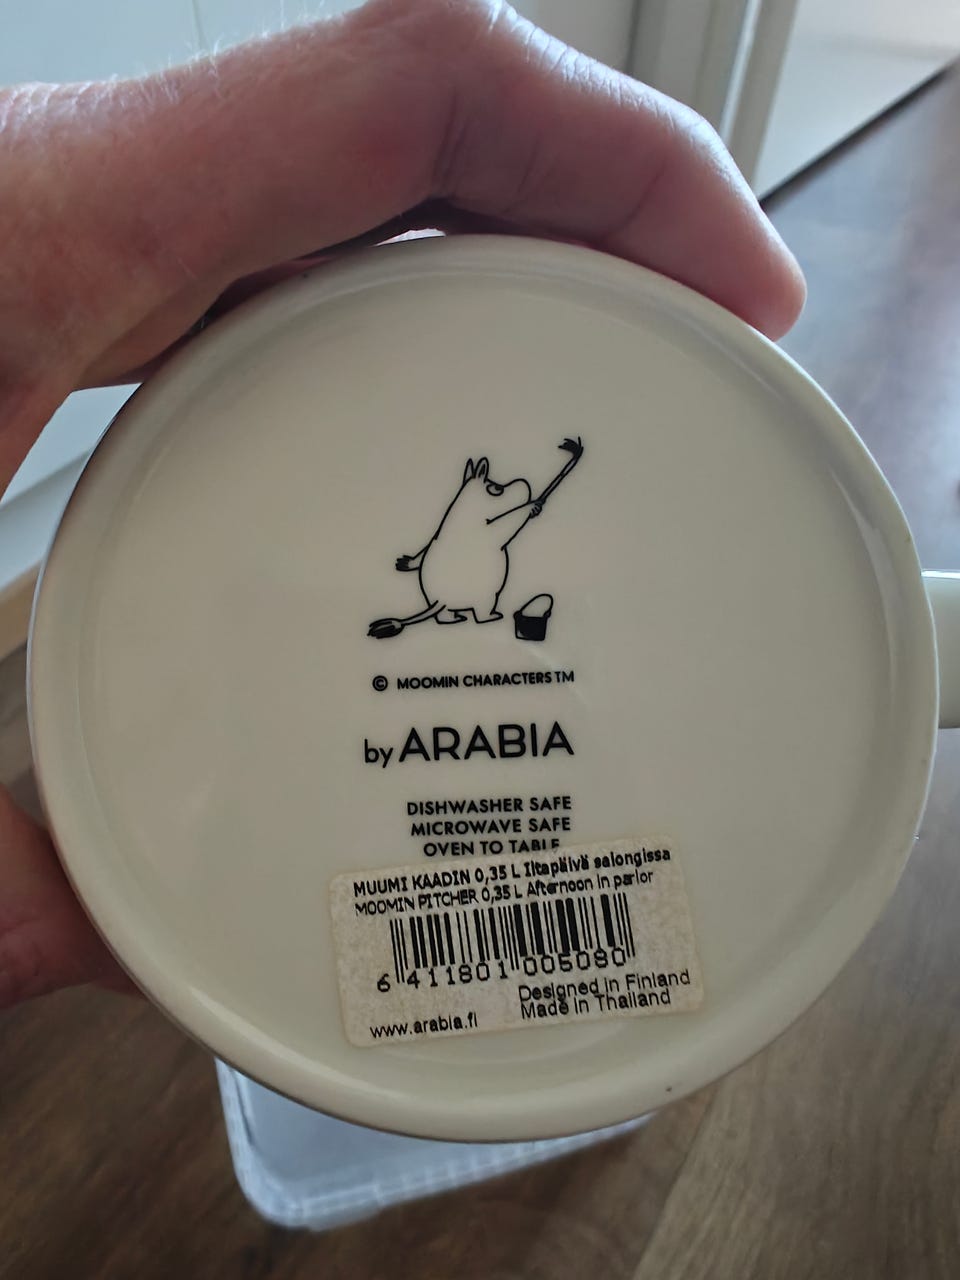 © MOOMIN CHARACTERS TM
by ARABIA
DISHWASHER SAFE
MICROWAVE SAFE
OVEN TO TABLE
MUUMI KAADIN 0,35 L Iltapäivä salongissa
MOOMIN PITCHER 0,35 L Afternoon in parlor
6 411801 005080
Designed in Finland
Made in Thailand
www.arabia.fi